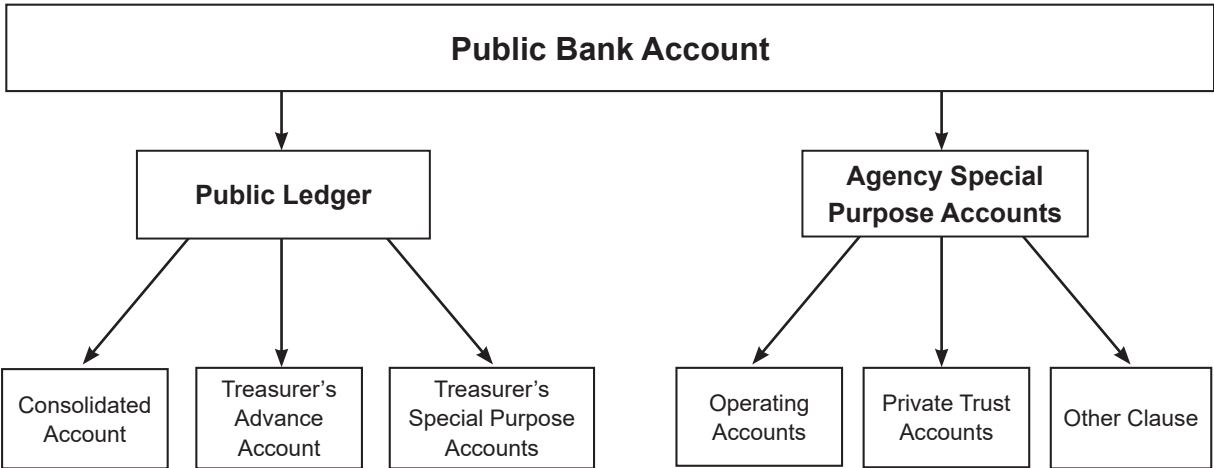 Public Bank Account
Public Ledger
Agency Special
Purpose Accounts
Consolidated
Account
Treasurer’s
Advance
Account
Treasurer’s
Special Purpose
Accounts
Operating
Accounts
Private Trust
Accounts
Other Clause